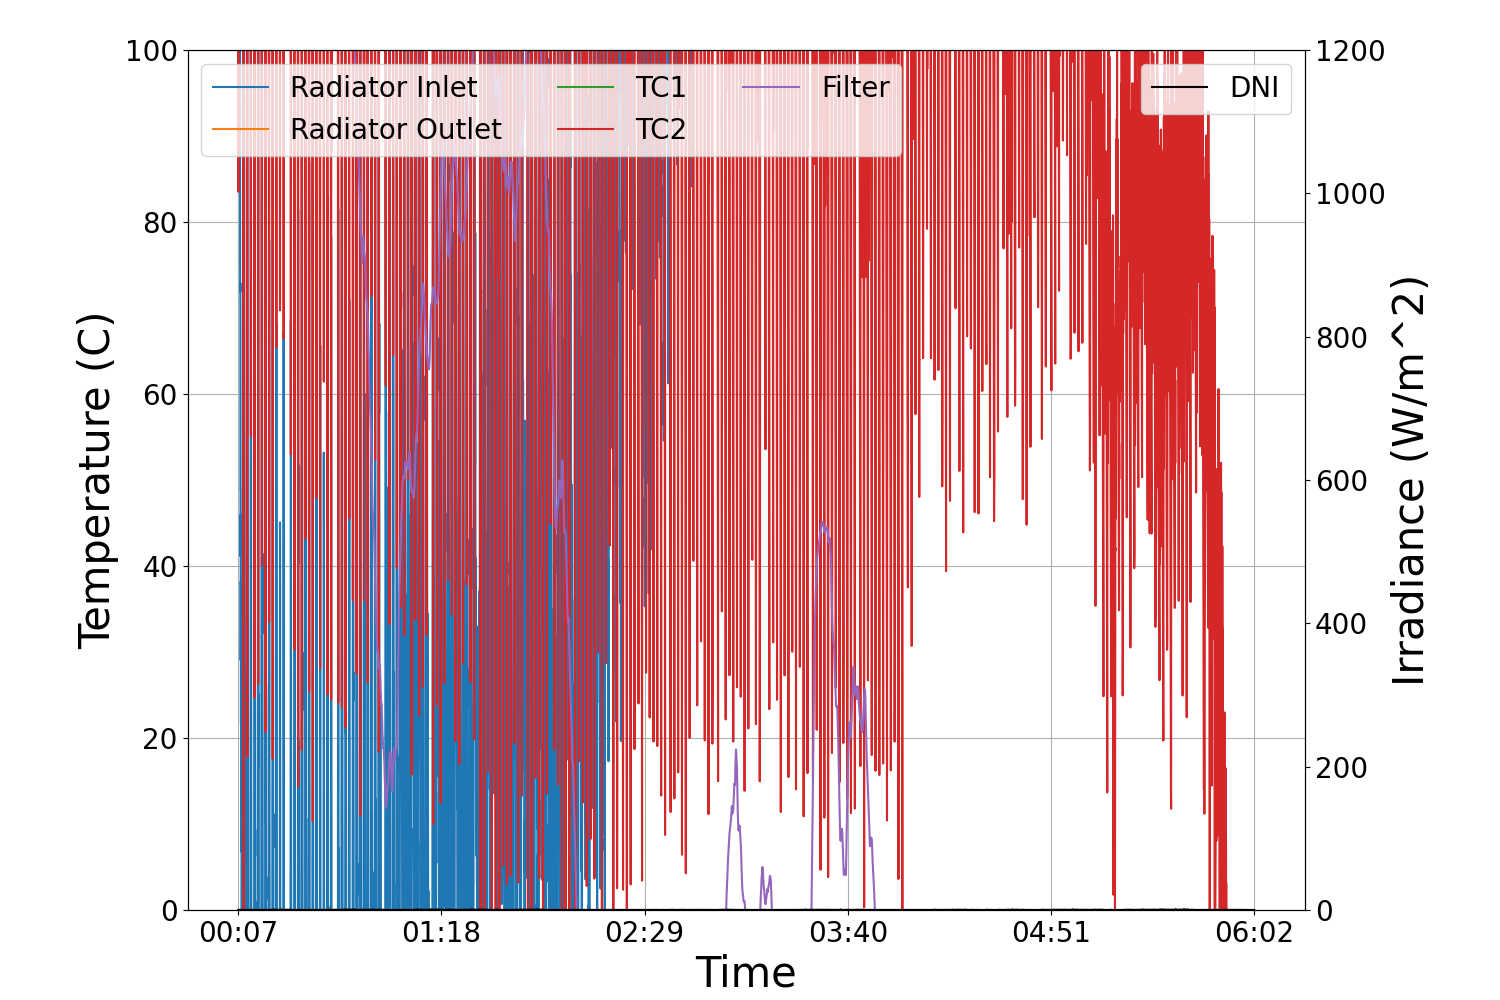 Radiator Inlet
Radiator Outlet
TC1
TC2
Filter
DNI
100
80
60
40
20
0
Temperature (C)
1200
1000
800
600
400
200
0
Irradiance (W/m^2)
00:07 01:18 02:29 03:40 04:51 06:02
Time